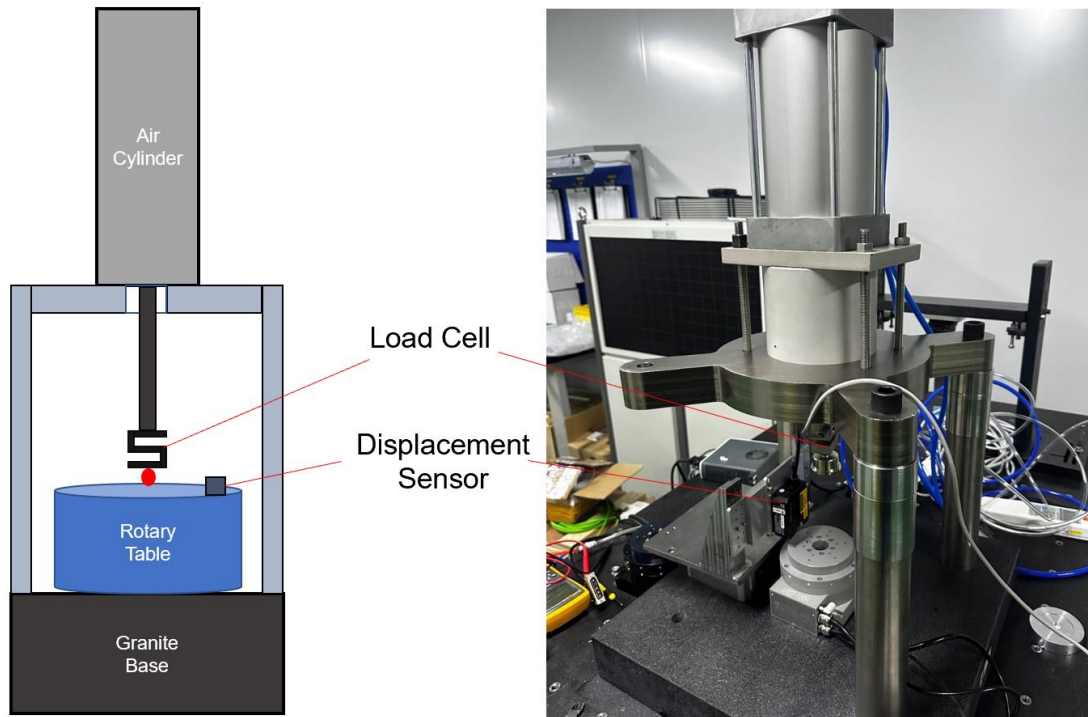 Air
Cylinder
Load Cell
Displacement
Sensor
Rotary
Table
Granite
Base